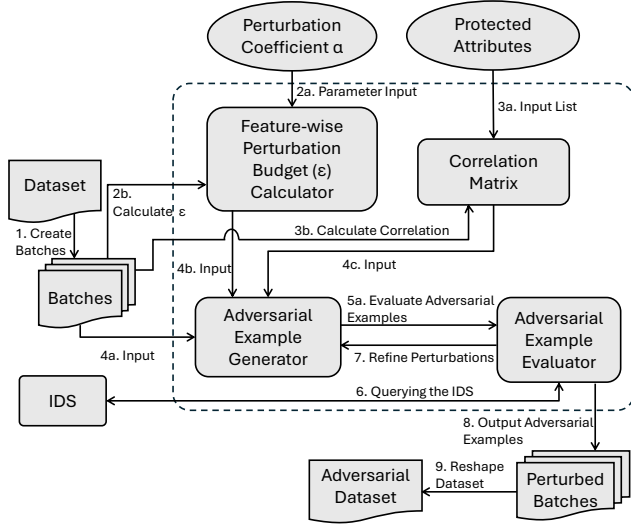 Perturbation
Coefficient α
Protected
Attributes
2a. Parameter Input
3a. Input List
Feature-wise
Perturbation
Budget (ε)
Calculator
Correlation
Matrix
Dataset
2b.
Calculate ε
1. Create
Batches
3b. Calculate Correlation
4b. Input
4c. Input
Batches
5a. Evaluate Adversarial
Examples
Adversarial
Example
Generator
Adversarial
Example
Evaluator
4a. Input
7. Refine Perturbations
6. Querying the IDS
IDS
8. Output Adversarial
Examples
9. Reshape
Dataset
Adversarial
Dataset
Perturbed
Batches